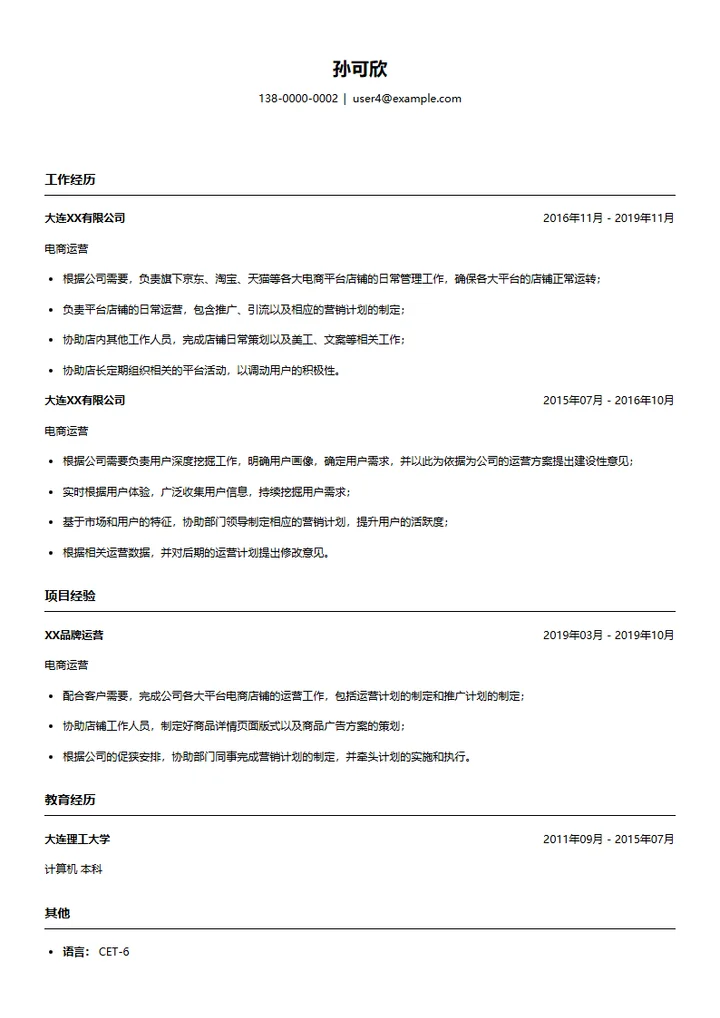 孙可欣
138-0000-0002 | user4@example.com
工作经历
大连XX有限公司 2016年11月 - 2019年11月
电商运营
• 根据公司需要，负责旗下京东、淘宝、天猫等各大电商平台店铺的日常管理工作，确保各大平台的店铺正常运转；
• 负责平台店铺的日常运营，包含推广、引流以及相应的营销计划的制定；
• 协助店内其他工作人员，完成店铺日常策划以及美工、文案等相关工作；
• 协助店长定期组织相关的平台活动，以调动用户的积极性。
大连XX有限公司 2015年07月 - 2016年10月
电商运营
• 根据公司需要负责用户深度挖掘工作，明确用户画像，确定用户需求，并以此为依据为公司的运营方案提出建设性意见；
• 实时根据用户体验，广泛收集用户信息，持续挖掘用户需求；
• 基于市场和用户的特征，协助部门领导制定相应的营销计划，提升用户的活跃度；
• 根据相关运营数据，并对后期的运营计划提出修改意见。
项目经验
XX品牌运营 2019年03月 - 2019年10月
电商运营
• 配合客户需要，完成公司各大平台电商店铺的运营工作，包括运营计划的制定和推广计划的制定；
• 协助店铺工作人员，制定好商品详情页面版式以及商品广告方案的策划；
• 根据公司的促狭安排，协助部门同事完成营销计划的制定，并牵头计划的实施和执行。
教育经历
大连理工大学 2011年09月 - 2015年07月
计算机 本科
其他
• 语言： CET-6